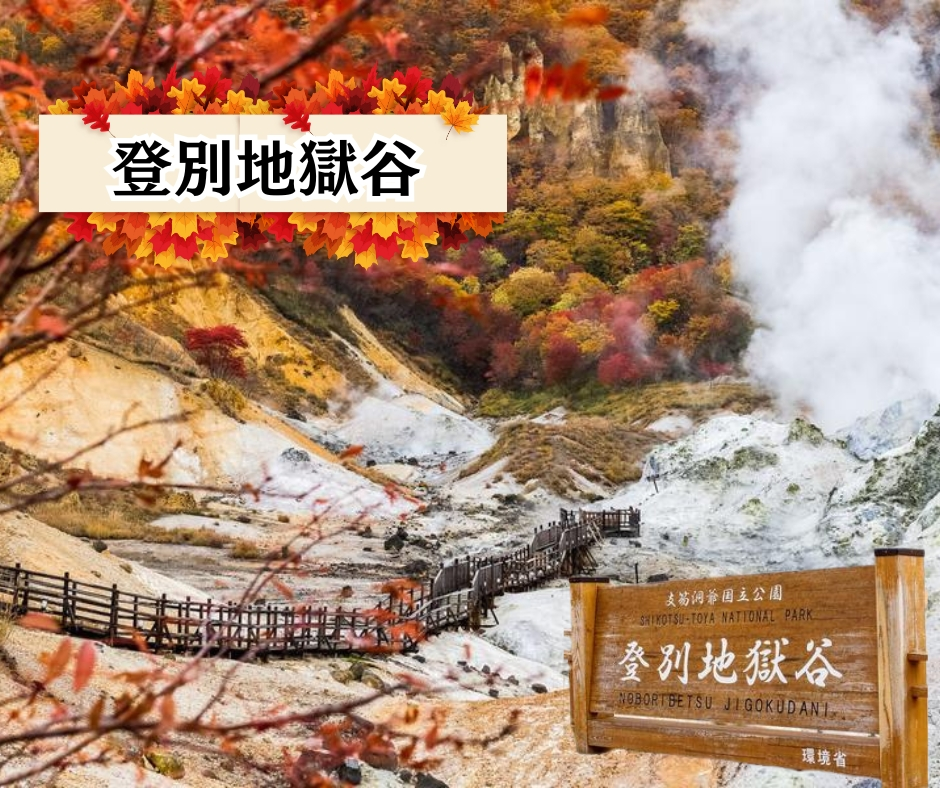 登別地獄谷
支笏洞爺国立公園
SHIKOTSU-TOYA NATIONAL PARK
登別地獄谷
NOBORIBETSU JIGOKUDANI
環境省